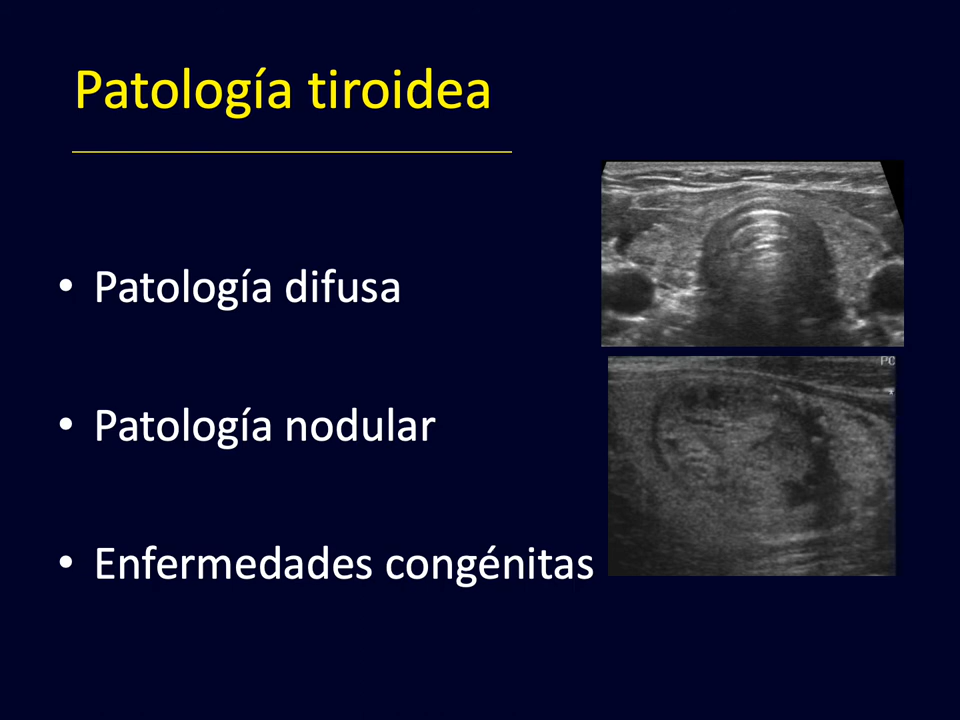 Patología tiroidea
• Patología difusa
• Patología nodular
• Enfermedades congénitas
PC